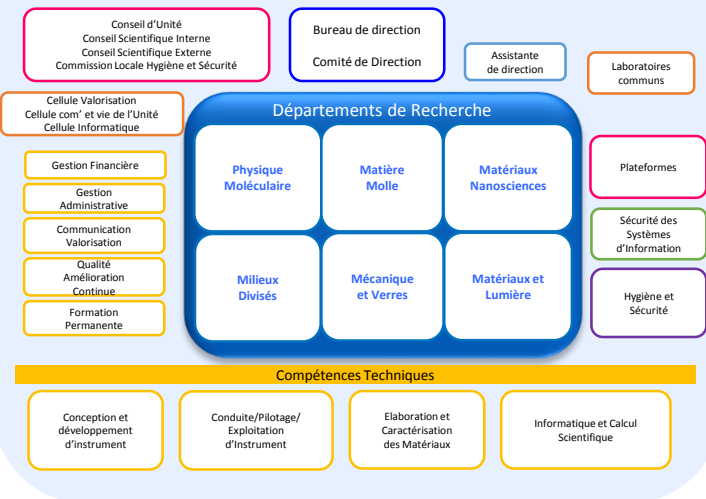 Conseil d'Unité
Conseil Scientifique Interne
Conseil Scientifique Externe
Commission Locale Hygiène et Sécurité
Bureau de direction
Comité de Direction
Assistante
de direction
Laboratoires
communs
Cellule Valorisation
Cellule com' et vie de l'Unité
Cellule Informatique
Départements de Recherche
Gestion Financière
Gestion
Administrative
Communication
Valorisation
Qualité
Amélioration
Continue
Formation
Permanente
Physique
Moléculaire
Matière
Molle
Matériaux
Nanosciences
Milieux
Divisés
Mécanique
et Verres
Matériaux et
Lumière
Plateformes
Sécurité des
Systèmes
d'Information
Hygiène et
Sécurité
Compétences Techniques
Conception et
développement
d'instrument
Conduite/Pilotage/
Exploitation
d'Instrument
Elaboration et
Caractérisation
des Matériaux
Informatique et Calcul
Scientifique